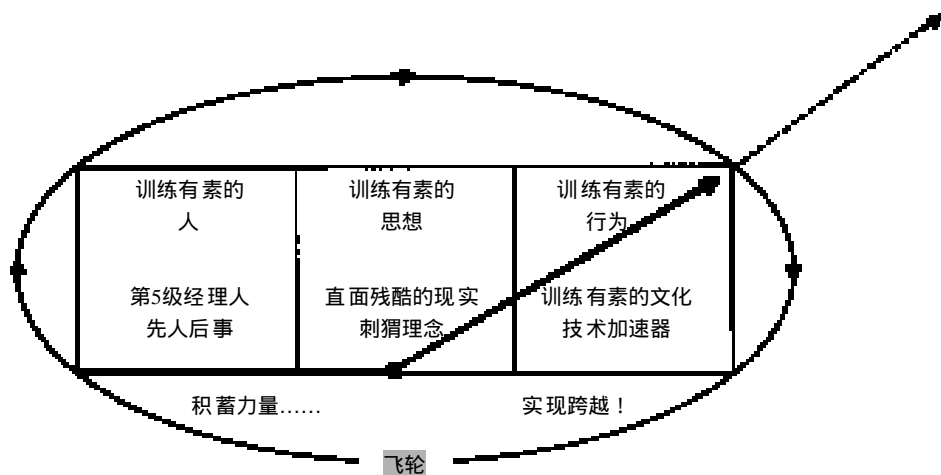 训练有素的
人
训练有素的
思想
训练有素的
行为
第5级经理人
先人后事
直面残酷的现实
刺猬理念
训练有素的文化
技术加速器
积蓄力量……
实现跨越！
飞轮